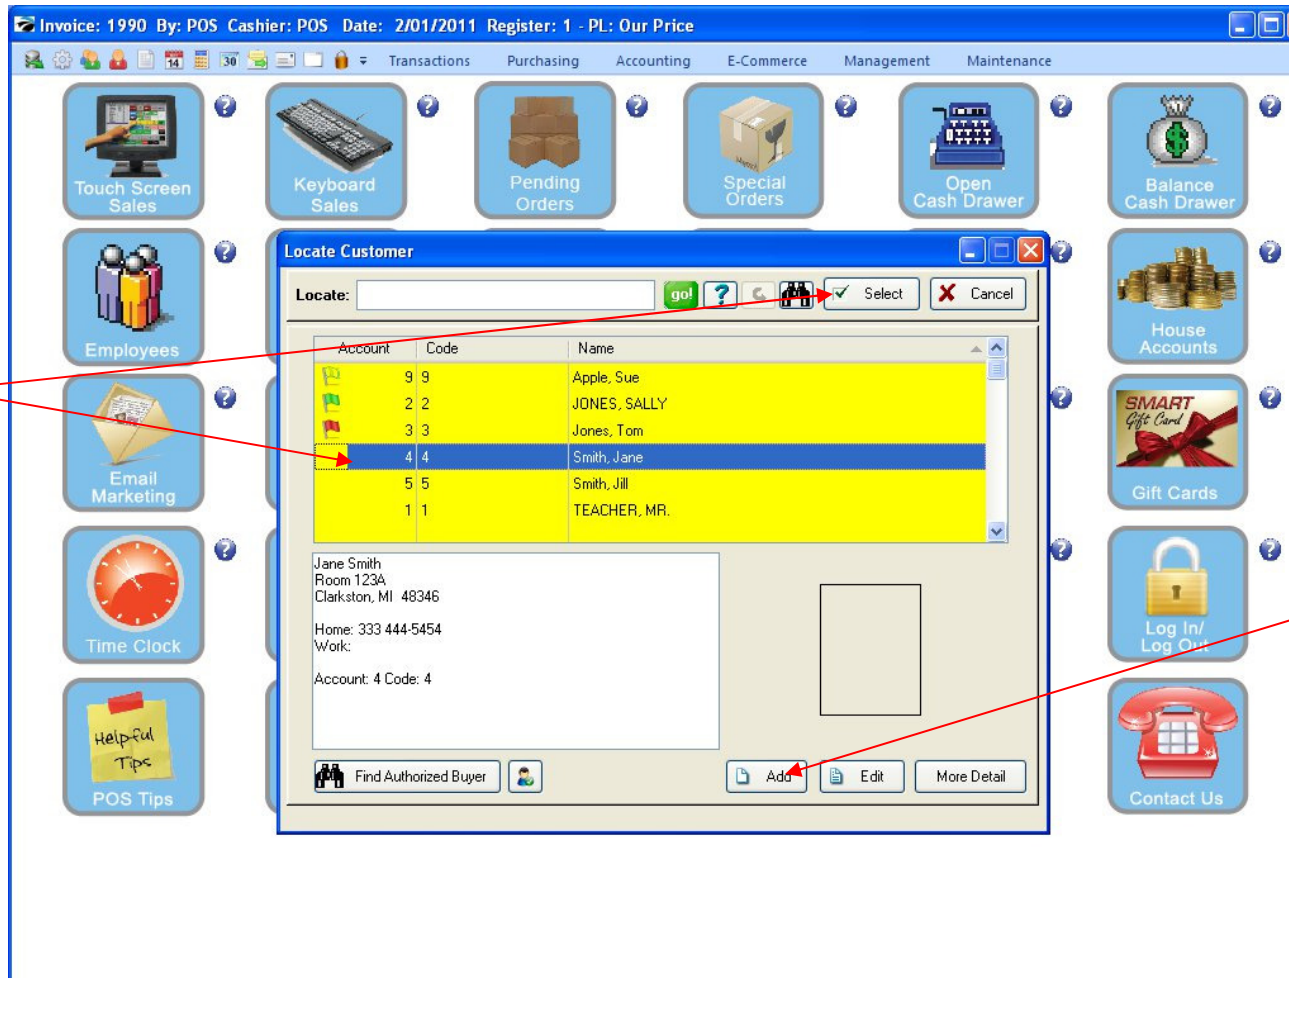 Invoice: 1990 By: POS Cashier: POS Date: 2/01/2011 Register: 1 - PL: Our Price
14 30 Transactions Purchasing Accounting E-Commerce Management Maintenance
Touch Screen
Sales
Keyboard
Sales
Pending
Orders
Special
Orders
Open
Cash Drawer
Balance
Cash Drawer
Employees
House
Accounts
Email
Marketing
SMART
Gift Card
Gift Cards
Time Clock
Log In/
Log Out
Helpful
Tips
POS Tips
Contact Us
Locate Customer
Locate: go! ? Select Cancel
Account Code Name
9 9 Apple, Sue
2 2 JONES, SALLY
3 3 Jones, Tom
4 4 Smith, Jane
5 5 Smith, Jill
1 1 TEACHER, MR.
Jane Smith
Room 123A
Clarkston, MI 48346
Home: 333 444-5454
Work:
Account: 4 Code: 4
Find Authorized Buyer Add Edit More Detail